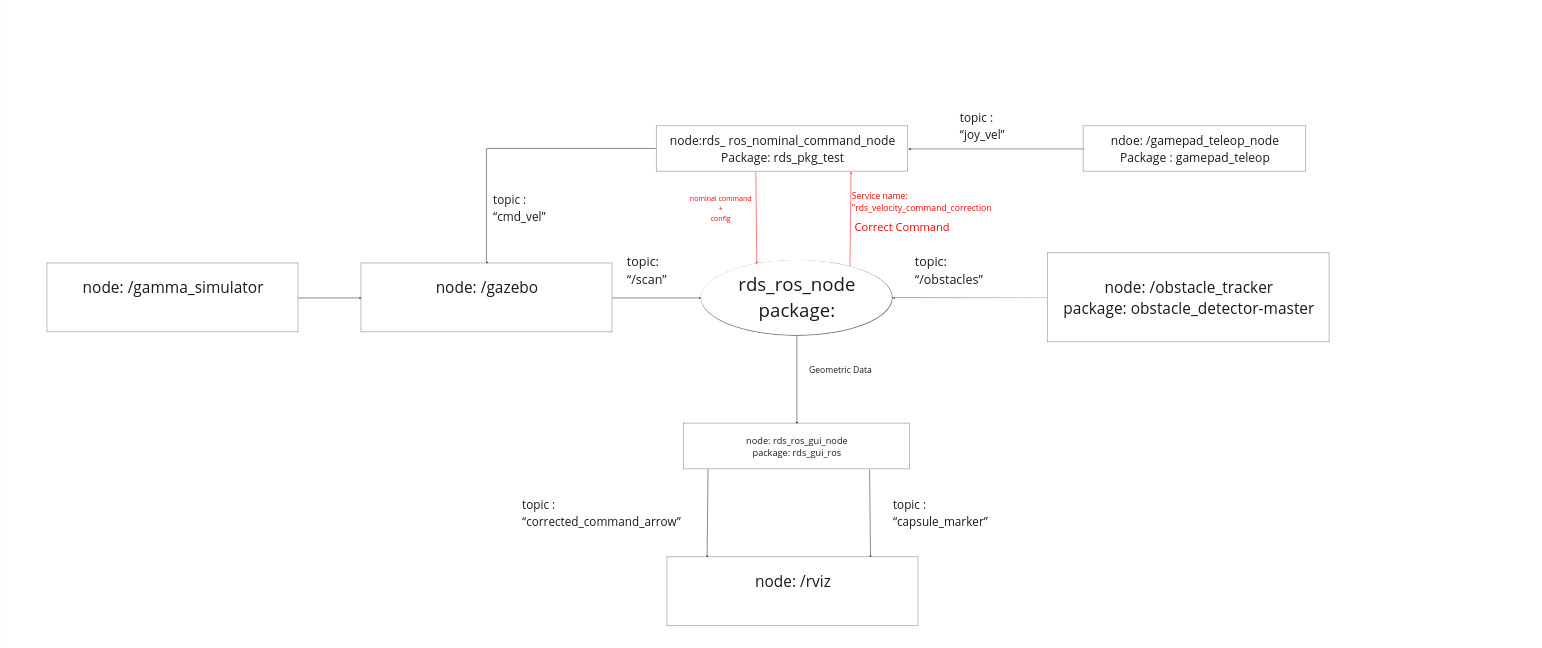 topic :
“joy_vel”
node:rds_ ros_nominal_command_node
Package: rds_pkg_test
ndoe: /gamepad_teleop_node
Package : gamepad_teleop
topic :
“cmd_vel”
nominal command
+
config
Service name:
"rds_velocity_command_correction
Correct Command
node: /gamma_simulator
node: /gazebo
topic:
“/scan”
rds_ros_node
package:
topic:
“/obstacles”
node: /obstacle_tracker
package: obstacle_detector-master
Geometric Data
node: rds_ros_gui_node
package: rds_gui_ros
topic :
“corrected_command_arrow”
topic :
“capsule_marker”
node: /rviz